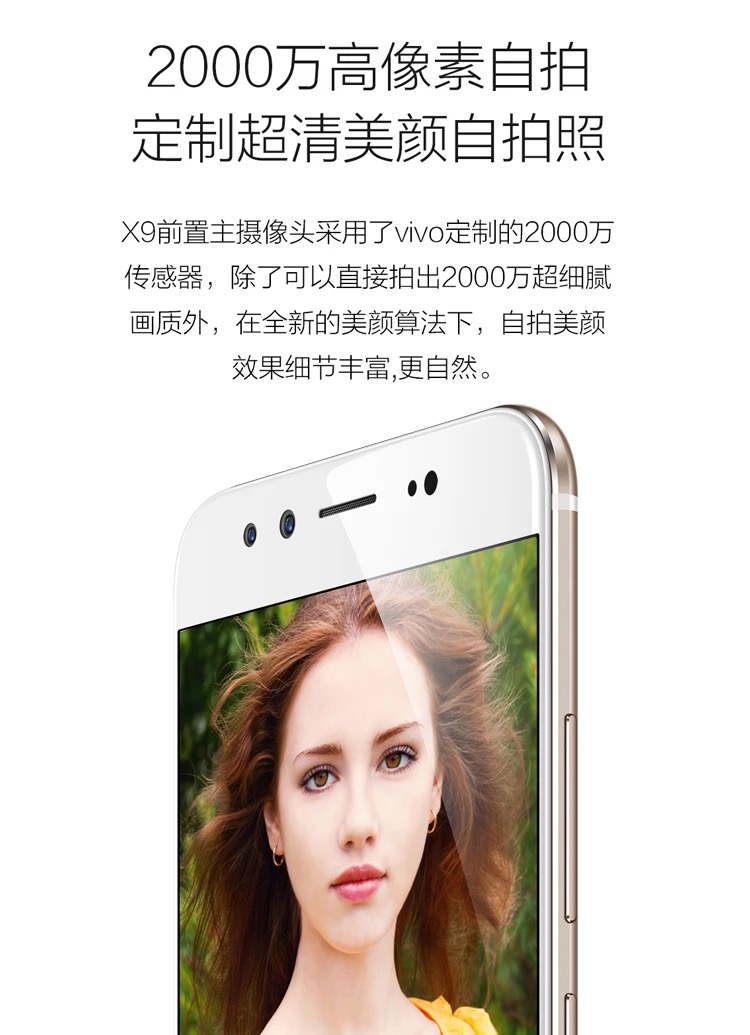 2000万高像素自拍
定制超清美颜自拍照
X9前置主摄像头采用了vivo定制的2000万
传感器，除了可以直接拍出2000万超细腻
画质外，在全新的美颜算法下，自拍美颜
效果细节丰富,更自然。